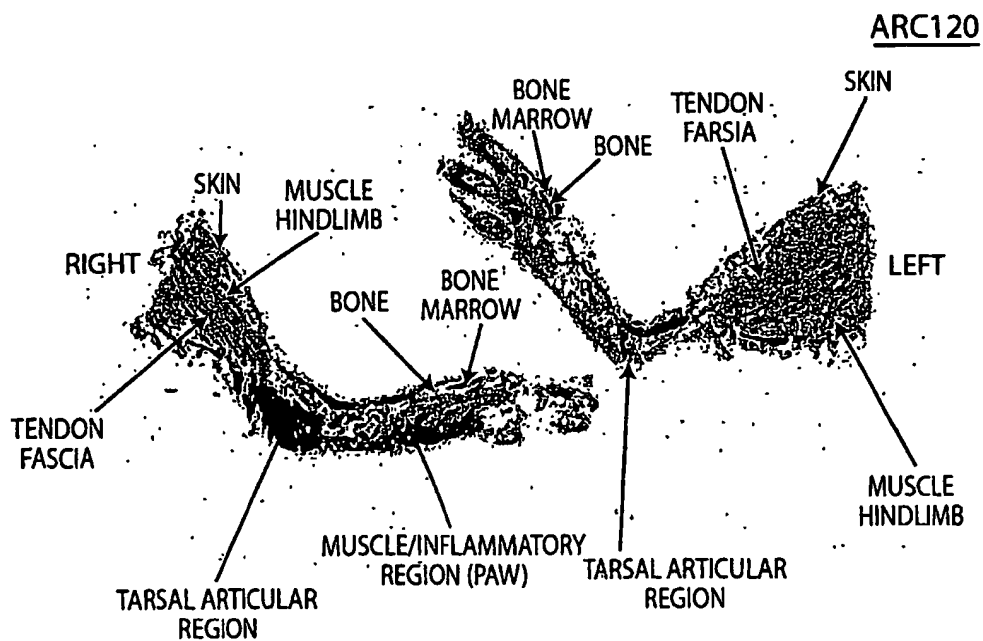 ARC120
SKIN
BONE
MARROW
TENDON
FARSIA
BONE
SKIN
MUSCLE
HINDLIMB
RIGHT
LEFT
BONE
BONE
MARROW
TENDON
FASCIA
MUSCLE
HINDLIMB
MUSCLE/INFLAMMATORY
REGION (PAW)
TARSAL ARTICULAR
REGION
TARSAL ARTICULAR
REGION